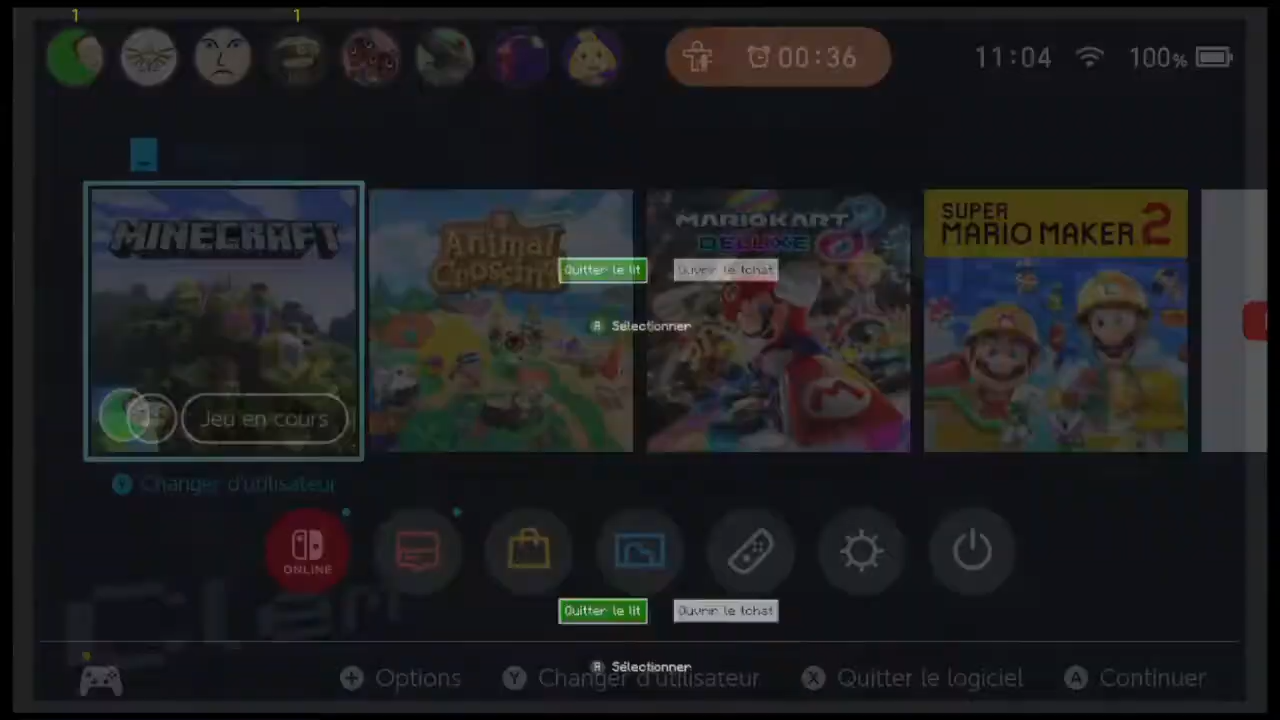 1
1
00:36
11:04
100%
MINECRAFT
Animal
Crossing
MARIOKART 8
DELUXE
SUPER
MARIO MAKER 2
Quitter le lit
Ouvrir le tchat
A Sélectionner
Jeu en cours
Y Changer d'utilisateur
ONLINE
Quitter le lit
Ouvrir le tchat
A Sélectionner
+ Options
Y Changer d'utilisateur
X Quitter le logiciel
A Continuer